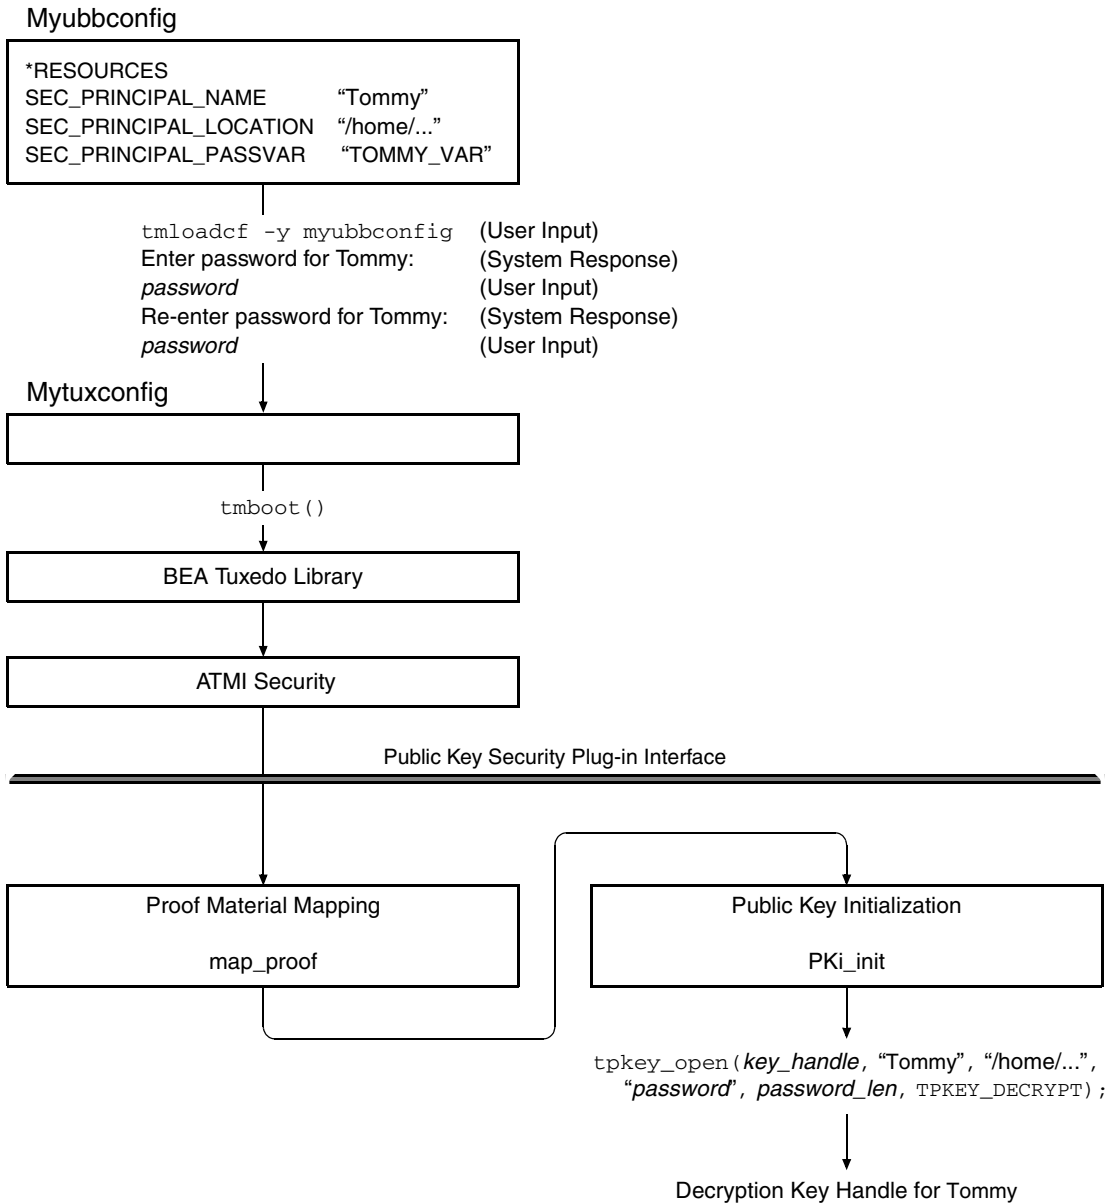 Myubbconfig
*RESOURCES
SEC_PRINCIPAL_NAME “Tommy”
SEC_PRINCIPAL_LOCATION “/home/...”
SEC_PRINCIPAL_PASSVAR “TOMMY_VAR”
tmloadcf -y myubbconfig (User Input)
Enter password for Tommy: (System Response)
password (User Input)
Re-enter password for Tommy: (System Response)
password (User Input)
Mytuxconfig
tmboot()
BEA Tuxedo Library
ATMI Security
Public Key Security Plug-in Interface
Proof Material Mapping
map_proof
Public Key Initialization
PKi_init
tpkey_open(key_handle, “Tommy”, “/home/...”,
“password”, password_len, TPKEY_DECRYPT);
Decryption Key Handle for Tommy